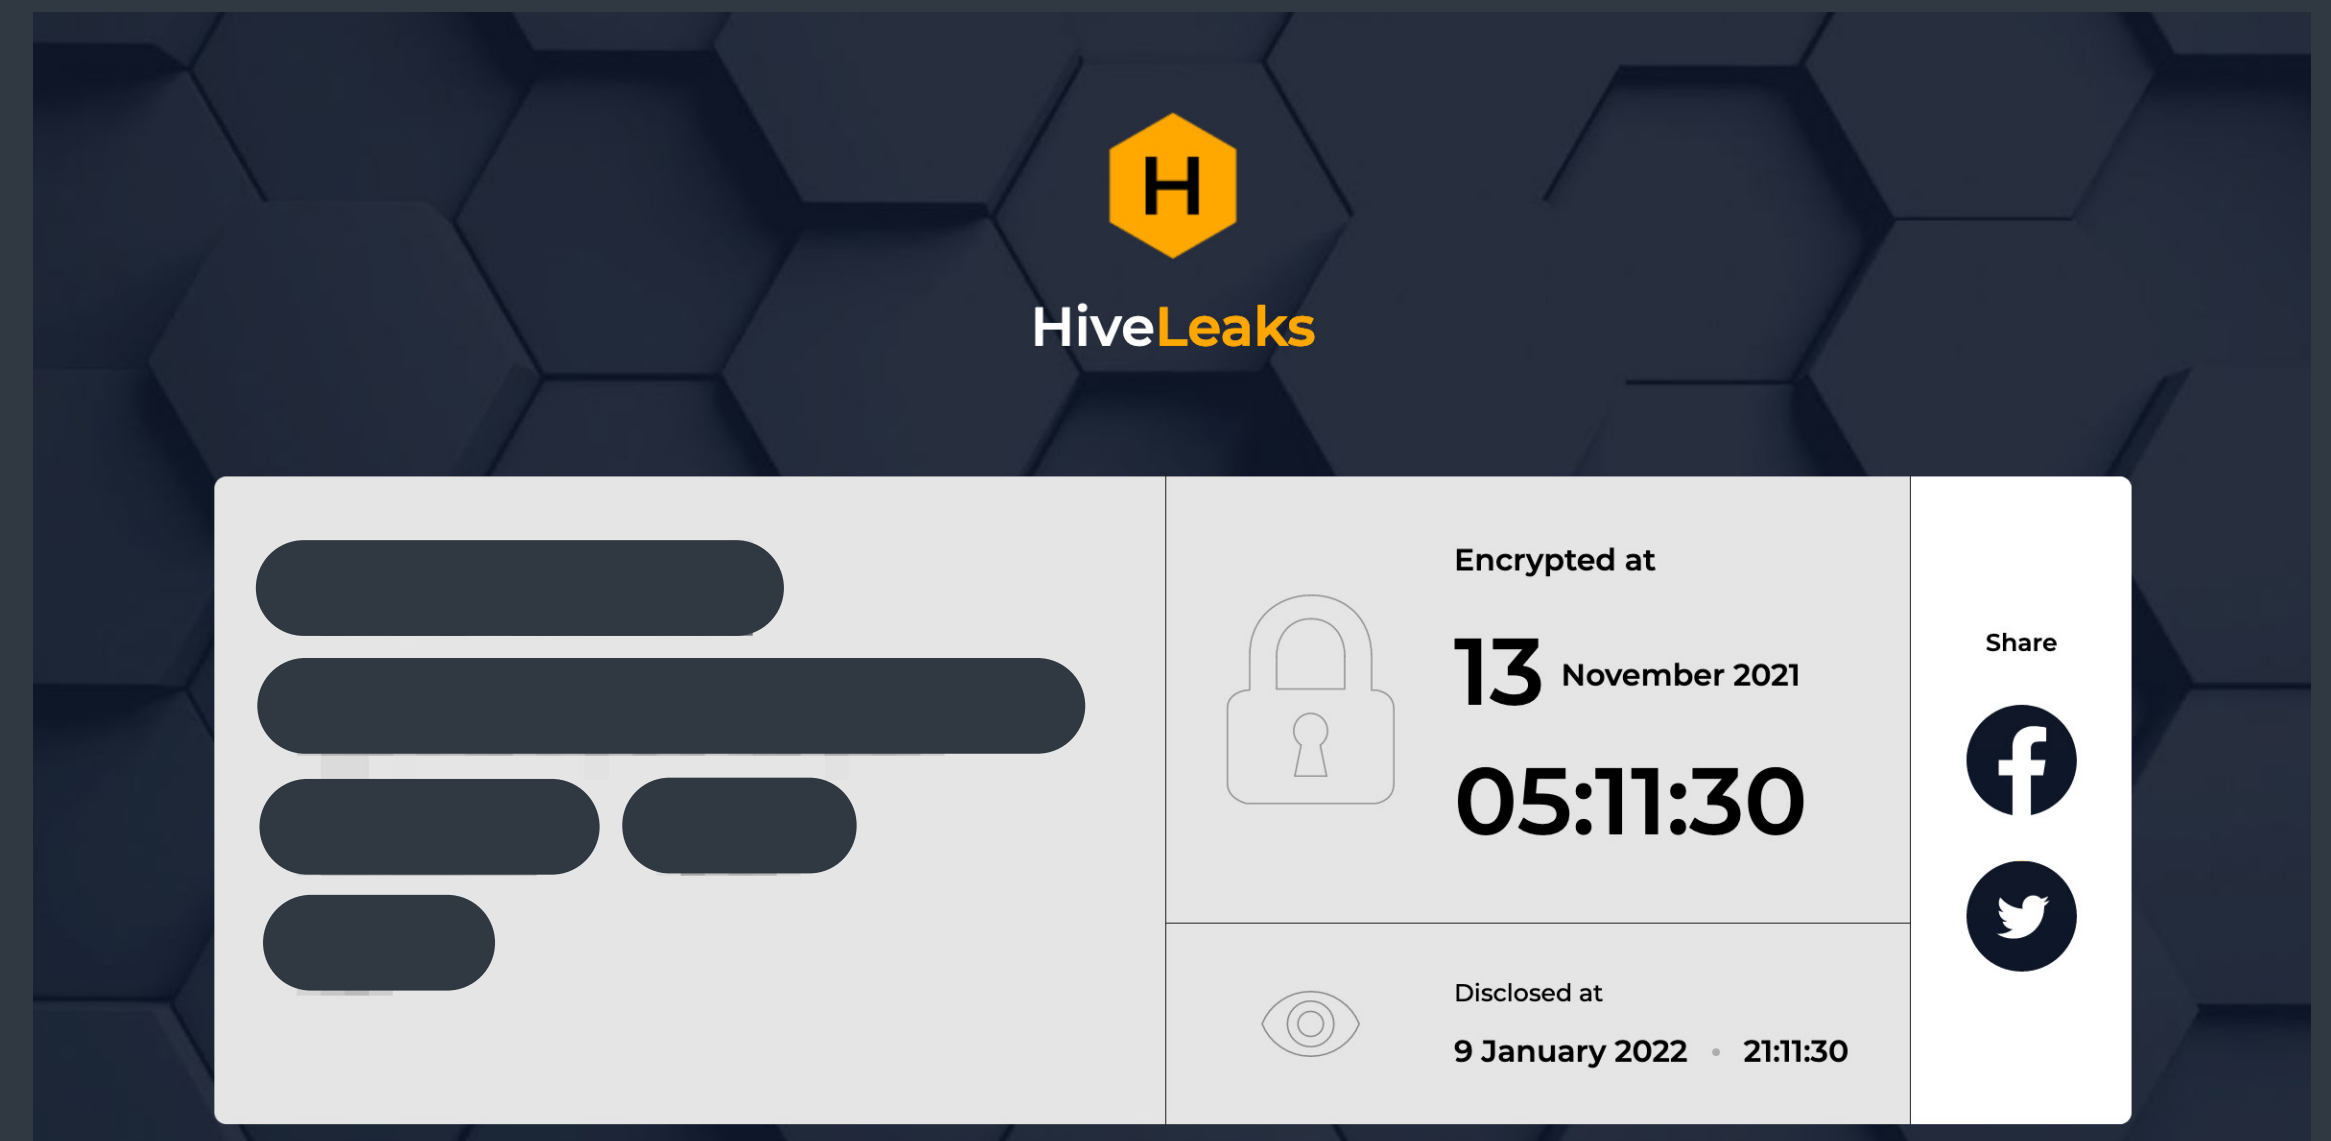 H
HiveLeaks
Encrypted at
13 November 2021
05:11:30
Share
Disclosed at
9 January 2022 • 21:11:30